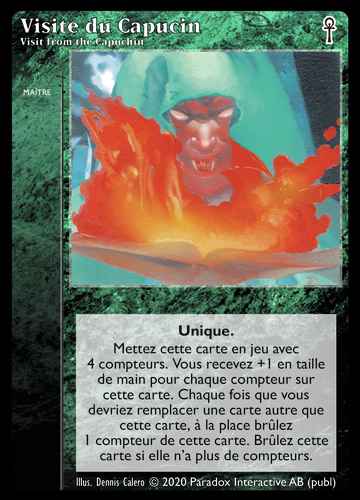 Visite du Capucin
Visit from the Capuchin
MAÎTRE
Unique.
Mettez cette carte en jeu avec
4 compteurs. Vous recevez +1 en taille
de main pour chaque compteur sur
cette carte. Chaque fois que vous
devriez remplacer une carte autre que
cette carte, à la place brûlez
1 compteur de cette carte. Brûlez cette
carte si elle n’a plus de compteurs.
Illus. Dennis Calero © 2020 Paradox Interactive AB (publ)